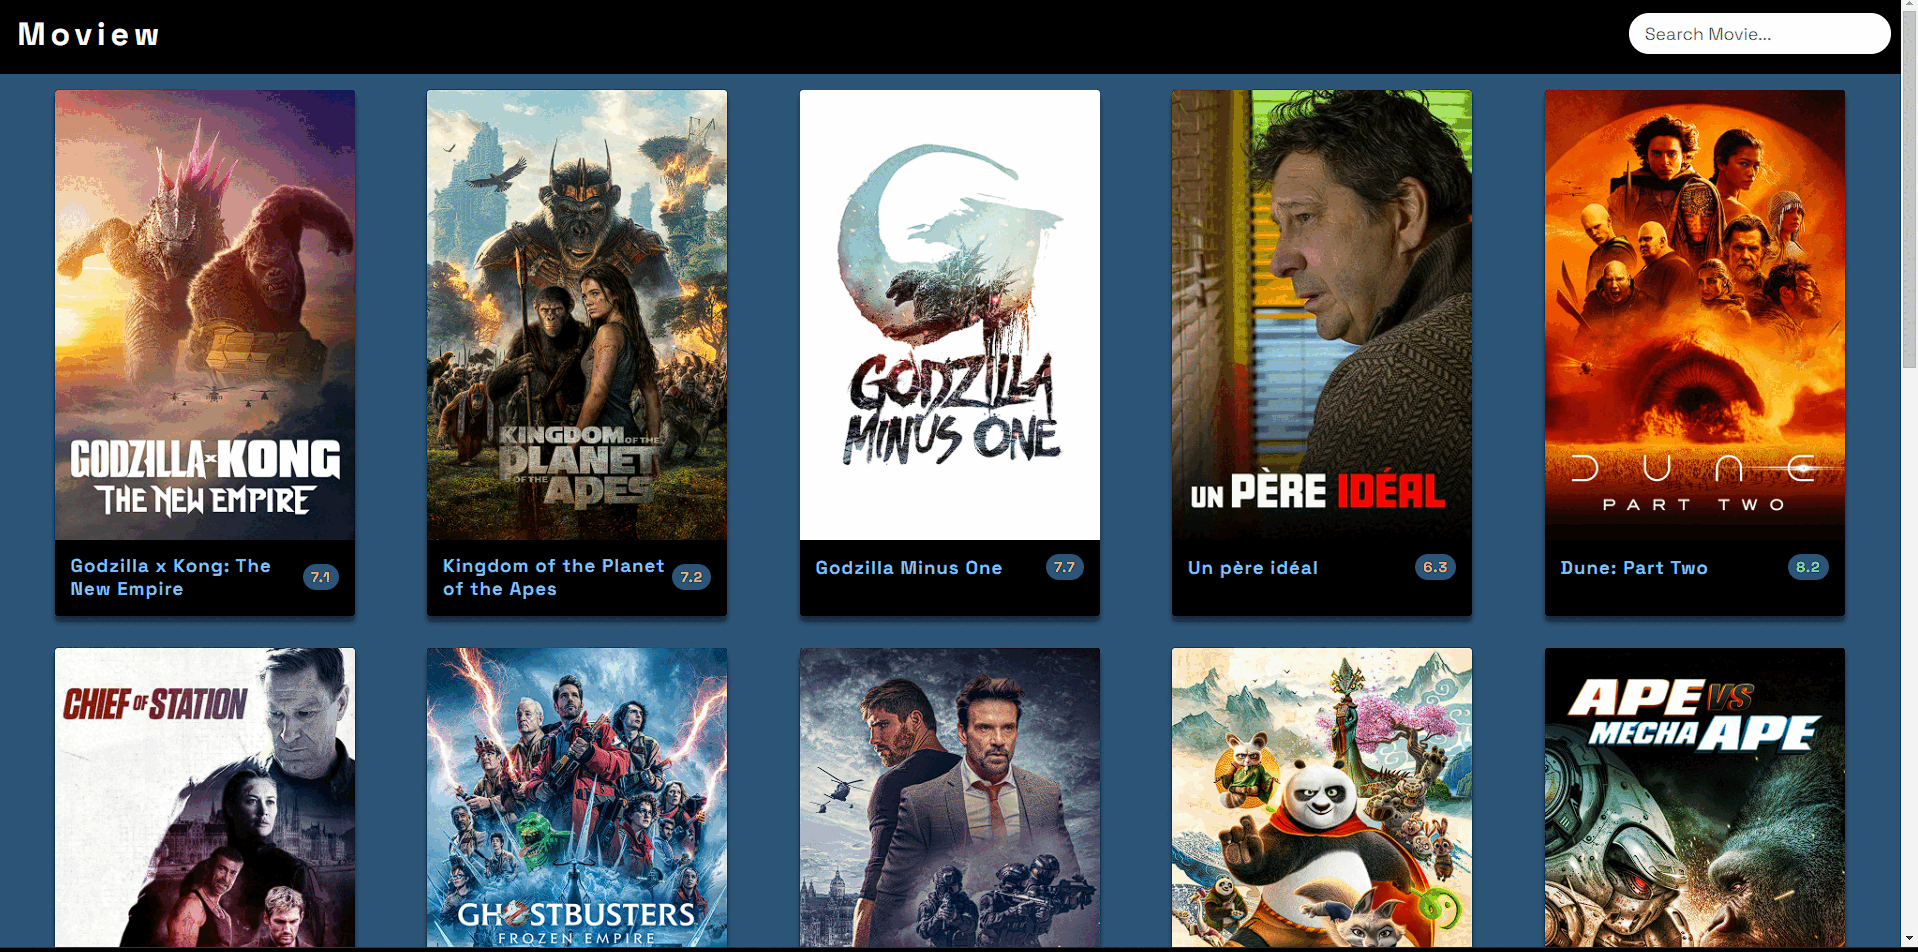 Moview
Search Movie...
GODZILLA x KONG
THE NEW EMPIRE
KINGDOM OF THE
PLANET
OF THE APES
GODZILLA
MINUS ONE
UN PÈRE IDÉAL
DUNE
PART TWO
Godzilla x Kong: The
New Empire
7.1
Kingdom of the Planet
of the Apes
7.2
Godzilla Minus One
7.7
Un père idéal
6.3
Dune: Part Two
8.2
CHIEF OF STATION
GHOSTBUSTERS
FROZEN EMPIRE
APE VS
MECHA APE